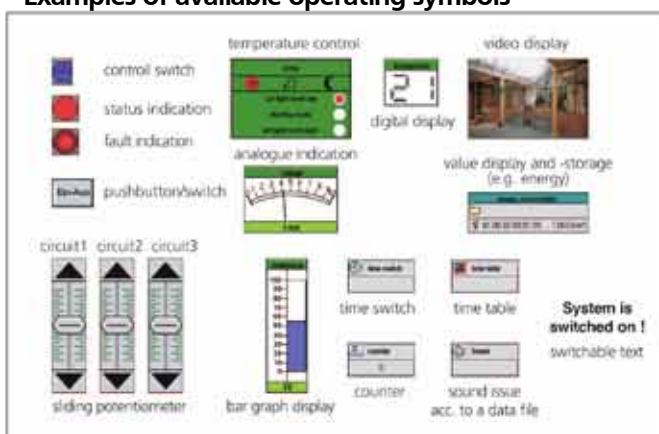 Examples of available operating symbols
temperature control
video display
control switch
status indication
fault indication
21
digital display
analogue indication
value display and -storage
(e.g. energy)
Ein-Aus
pushbutton/switch
circuit1 circuit2 circuit3
time switch
time table
System is
switched on !
switchable text
counter
sound issue
acc. to a data file
sliding potentiometer
bar graph display